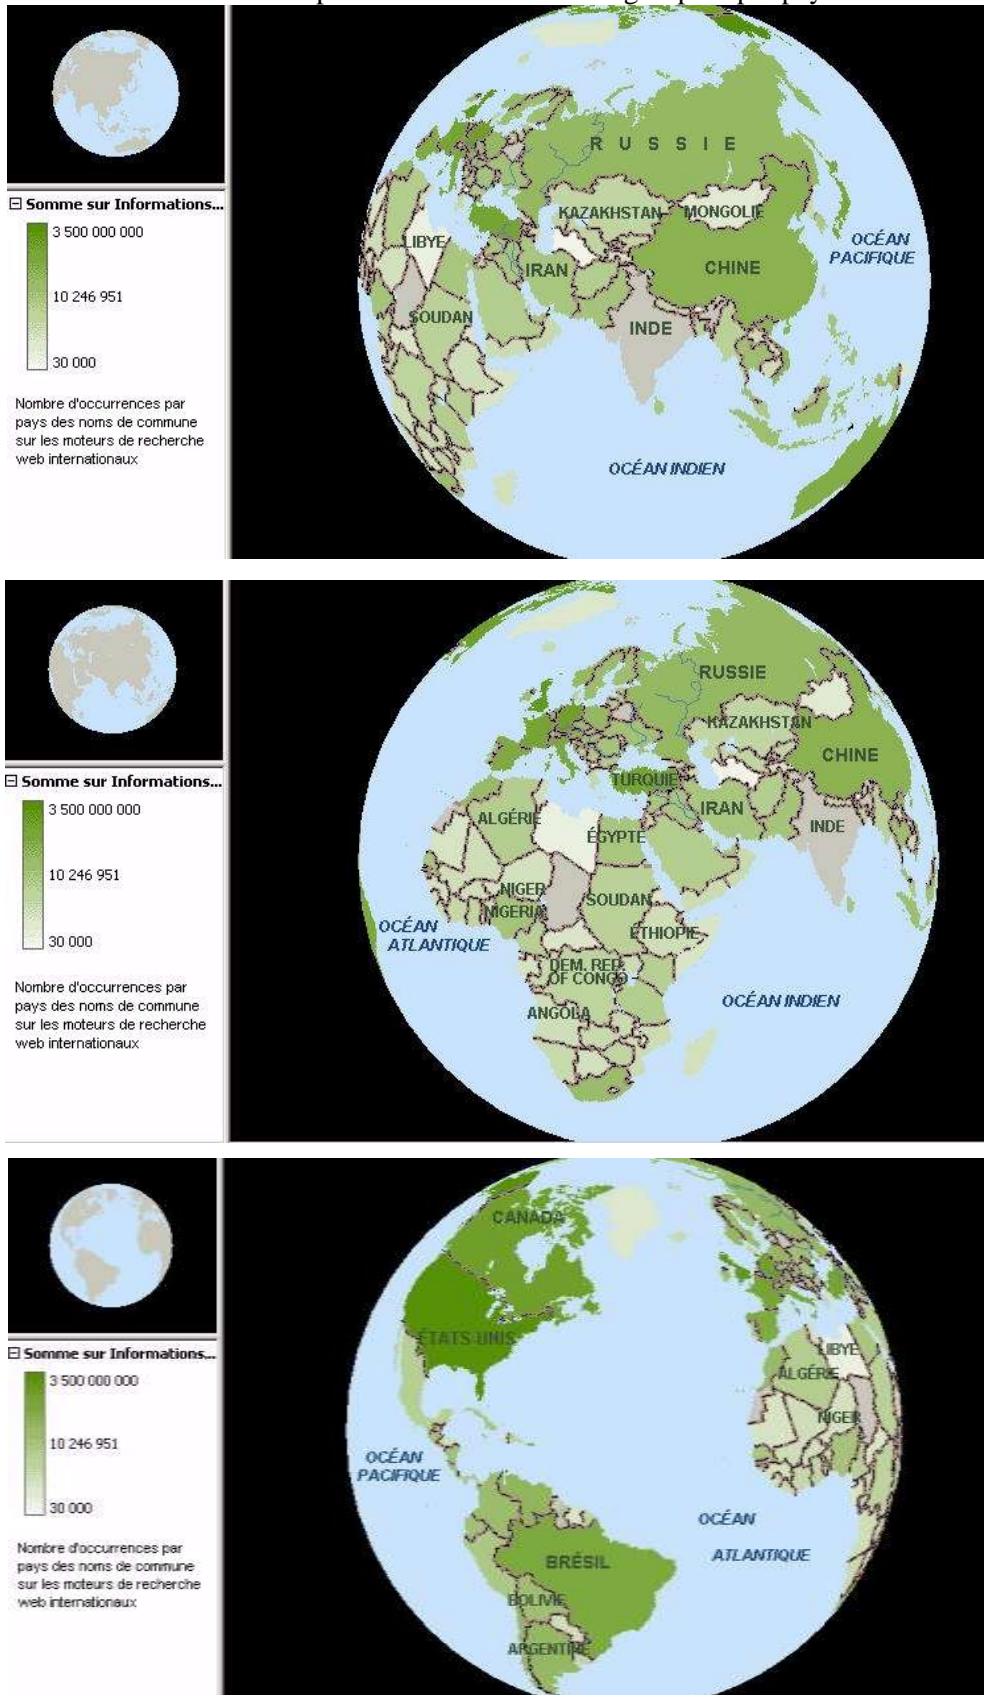 Somme sur Informations...
3 500 000 000
10 246 951
30 000
Nombre d'occurrences par
pays des noms de commune
sur les moteurs de recherche
web internationaux
R U S S I E
KAZAKHSTAN
MONGOLIE
LIBYE
IRAN
CHINE
OCÉAN
PACIFIQUE
SOUDAN
INDE
OCÉAN INDIEN
Somme sur Informations...
3 500 000 000
10 246 951
30 000
Nombre d'occurrences par
pays des noms de commune
sur les moteurs de recherche
web internationaux
RUSSIE
KAZAKHSTAN
CHINE
TURQUIE
IRAN
ALGÉRIE
ÉGYPTE
INDE
NIGER
SOUDAN
NIGERIA
OCÉAN
ATLANTIQUE
ÉTHIOPIE
DEM. REP.
OF CONGO
OCÉAN INDIEN
ANGOLA
Somme sur Informations...
3 500 000 000
10 246 951
30 000
Nombre d'occurrences par
pays des noms de commune
sur les moteurs de recherche
web internationaux
CANADA
ÉTATS-UNIS
LIBYE
ALGÉRIE
NIGER
OCÉAN
PACIFIQUE
OCÉAN
ATLANTIQUE
BRÉSIL
BOLIVIE
ARGENTINE